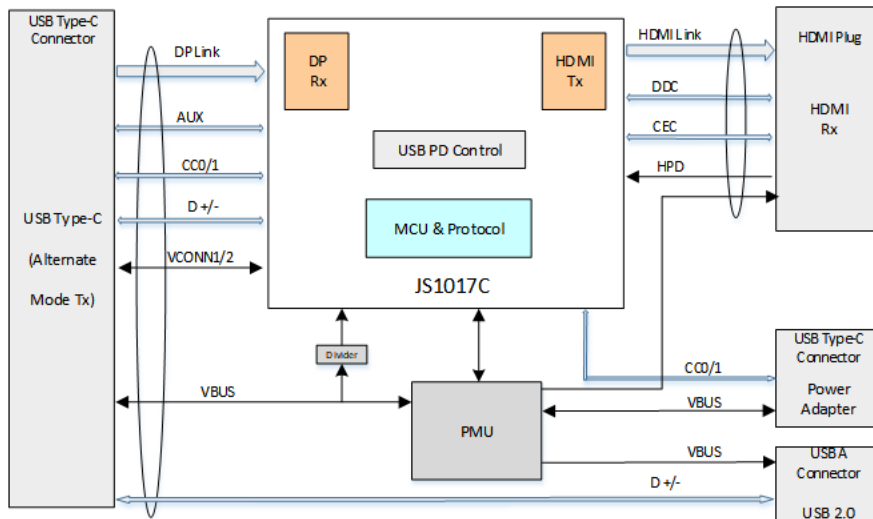 USB Type-C
Connector
DP Link
AUX
CC0/1
D +/-
USB Type-C
(Alternate
Mode Tx)
VCONN1/2
VBUS
DP
Rx
HDMI
Tx
USB PD Control
MCU & Protocol
JS1017C
Divider
PMU
HDMI Link
DDC
CEC
HPD
HDMI Plug
HDMI
Rx
CC0/1
VBUS
USB Type-C
Connector
Power
Adapter
VBUS
D +/-
USB A
Connector
USB 2.0